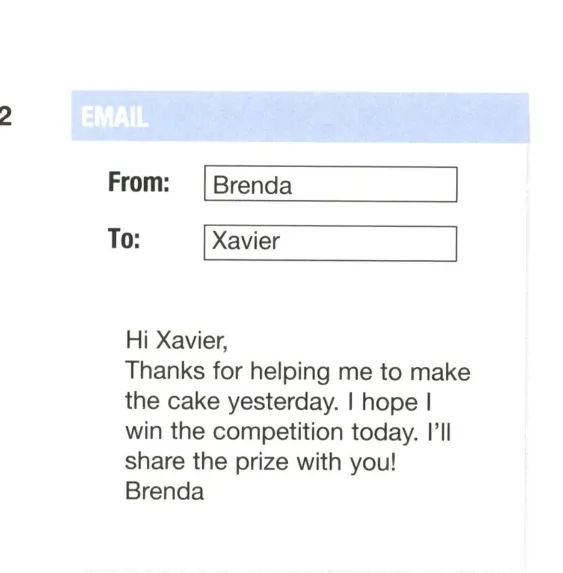 2
EMAIL
From: Brenda
To: Xavier
Hi Xavier,
Thanks for helping me to make
the cake yesterday. I hope I
win the competition today. I'll
share the prize with you!
Brenda